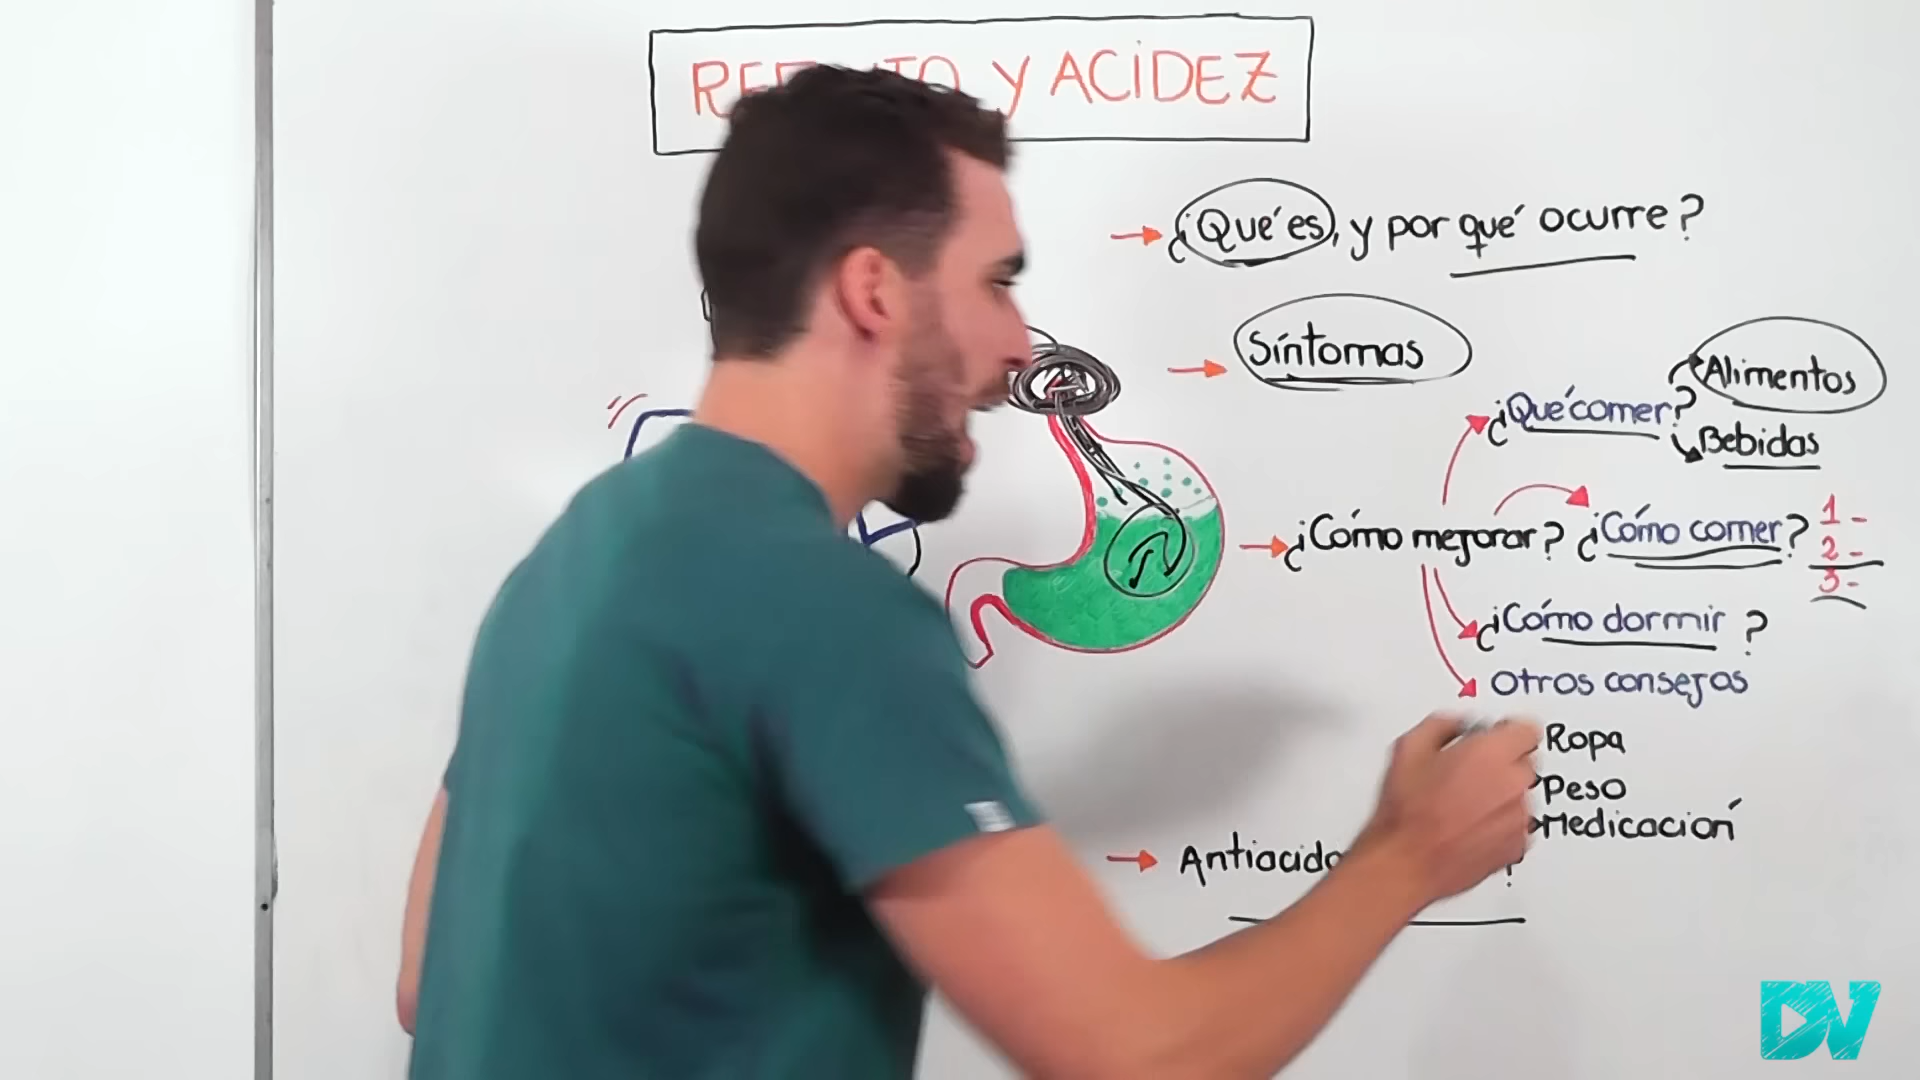 Y ACIDEZ
¿Qué es, y por qué ocurre?
Síntomas
Alimentos
¿Qué comer?
Bebidas
¿Cómo mejorar? ¿Cómo comer?
1-
2-
3-
¿Cómo dormir?
Otros consejos
Ropa
Peso
Medicación
?
DV